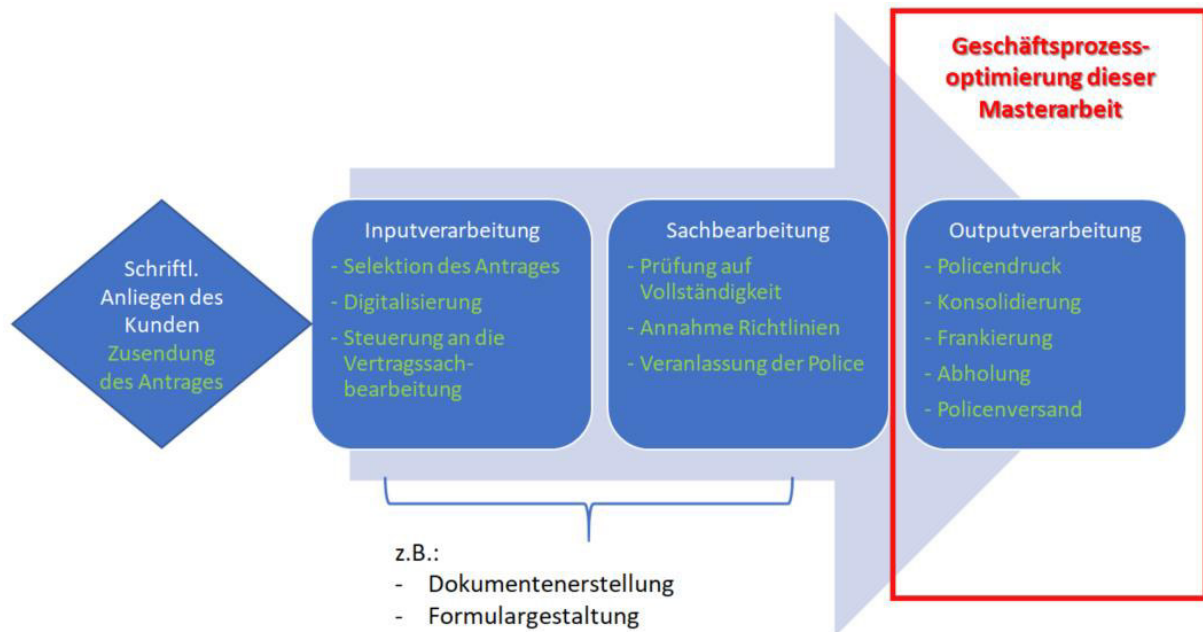 Geschäftsprozess-
optimierung dieser
Masterarbeit
Schriftl.
Anliegen des
Kunden
Zusendung
des Antrages
Inputverarbeitung
- Selektion des Antrages
- Digitalisierung
- Steuerung an die
Vertragssach-
bearbeitung
Sachbearbeitung
- Prüfung auf
Vollständigkeit
- Annahme Richtlinien
- Veranlassung der Police
Outputverarbeitung
- Policendruck
- Konsolidierung
- Frankierung
- Abholung
- Policenversand
z.B.:
- Dokumentenerstellung
- Formulargestaltung